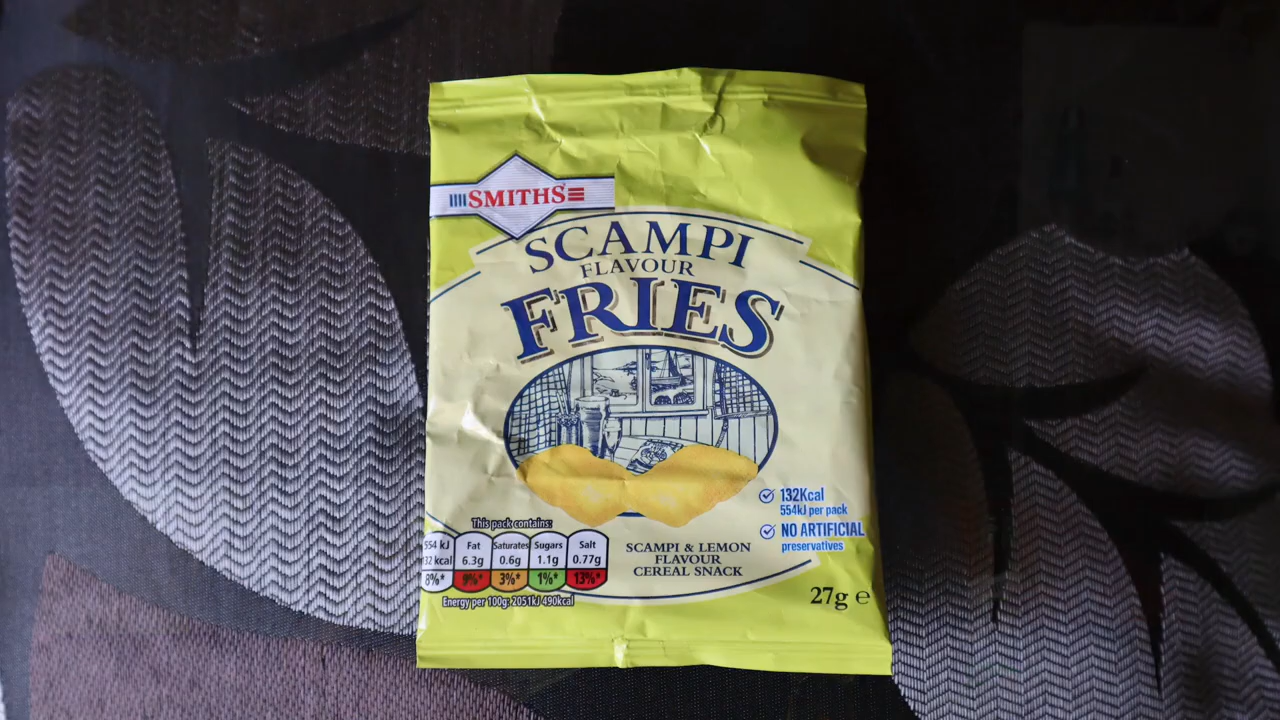 SMITHS
SCAMPI
FLAVOUR
FRIES
132Kcal
554kJ per pack
NO ARTIFICIAL
preservatives
This pack contains:
554 kJ Fat Saturates Sugars Salt
132 kcal 6.3g 0.6g 1.1g 0.77g
8%* 9%* 3%* 1%* 13%*
Energy per 100g: 2051kJ 490kcal
SCAMPI & LEMON
FLAVOUR
CEREAL SNACK
27g e